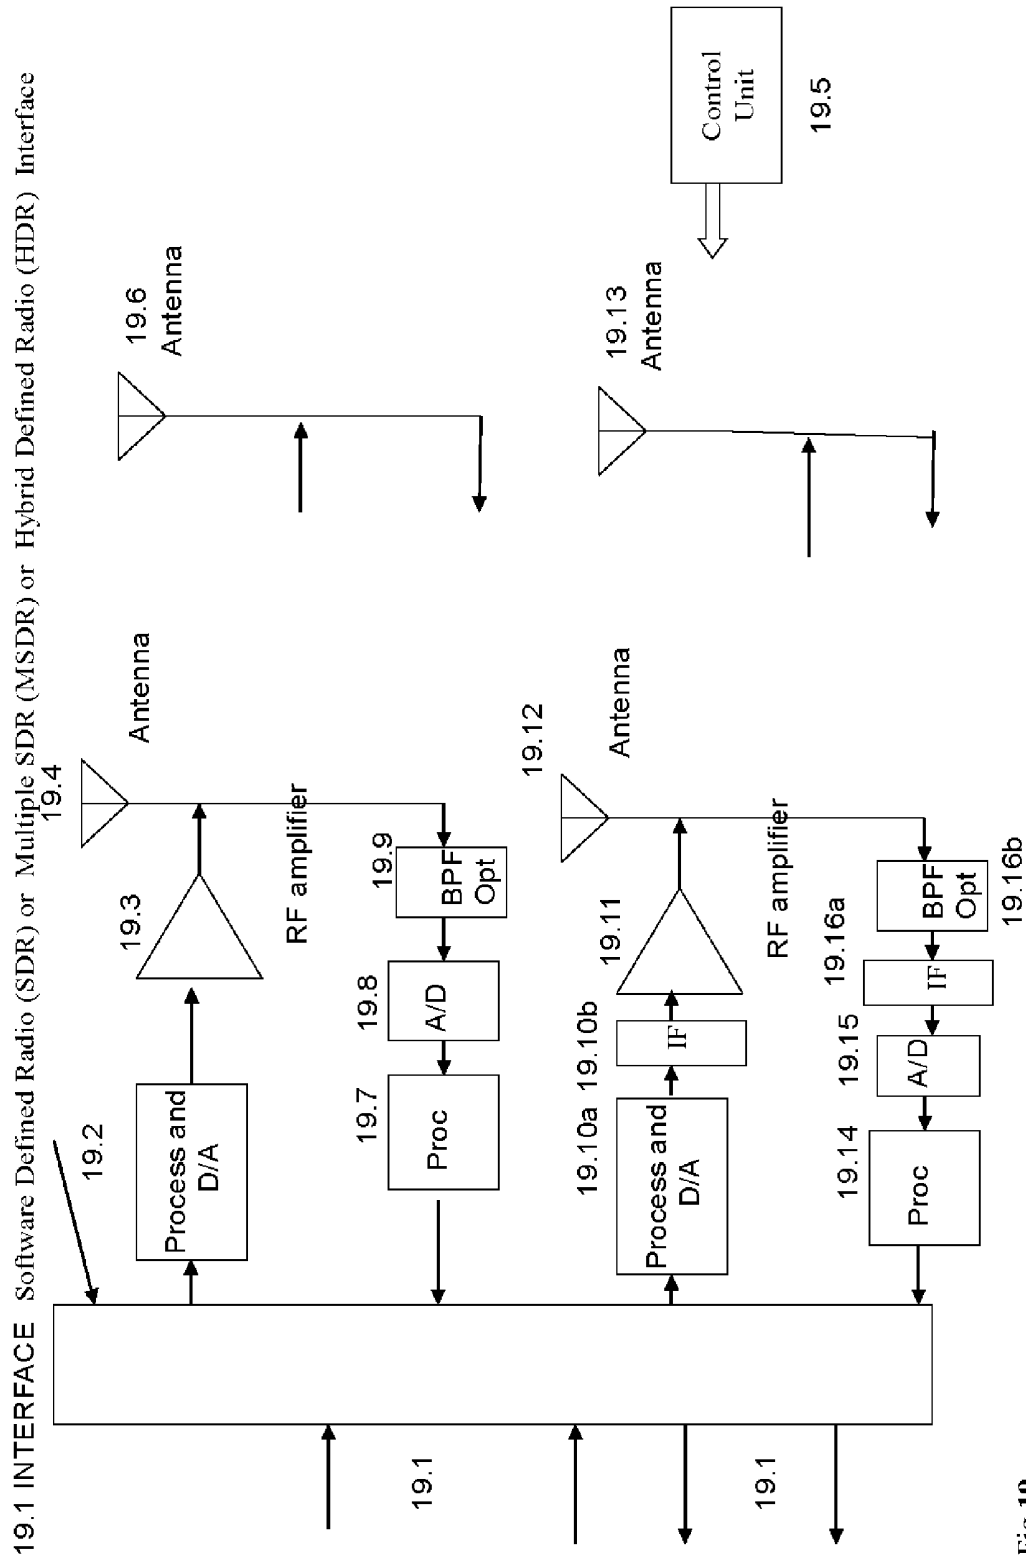 19.1 INTERFACE Software Defined Radio (SDR) or Multiple SDR (MSDR) or Hybrid Defined Radio (HDR) Interface
19.2
Process and
D/A
19.3
RF amplifier
19.4
Antenna
19.6
Antenna
19.7
Proc
19.8
A/D
19.9
BPF
Opt
19.1
19.10a
Process and
D/A
19.10b
IF
19.11
RF amplifier
19.12
Antenna
19.13
Antenna
Control
Unit
19.5
19.1
19.14
Proc
19.15
A/D
19.16a
IF
BPF
Opt
19.16b
Fig 19